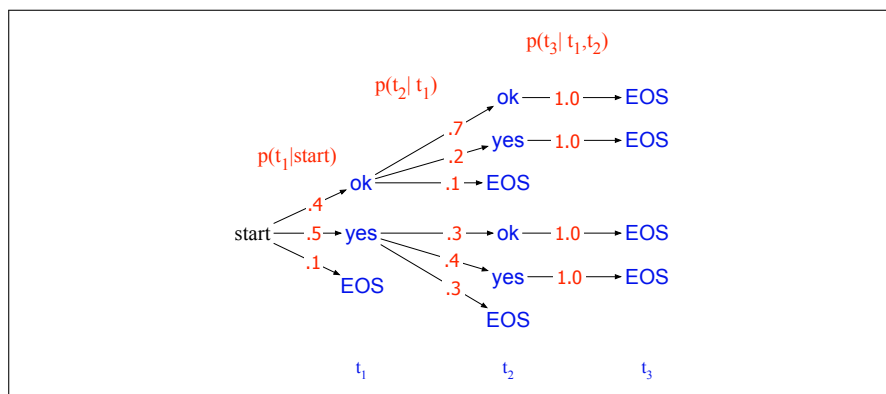 p(t₃| t₁,t₂)
p(t₂| t₁)
ok 1.0 EOS
.7
yes 1.0 EOS
.2
p(t₁|start)
ok .1 EOS
.4
start .5 yes .3 ok 1.0 EOS
.1 .4
EOS yes 1.0 EOS
.3
EOS
t₁ t₂ t₃